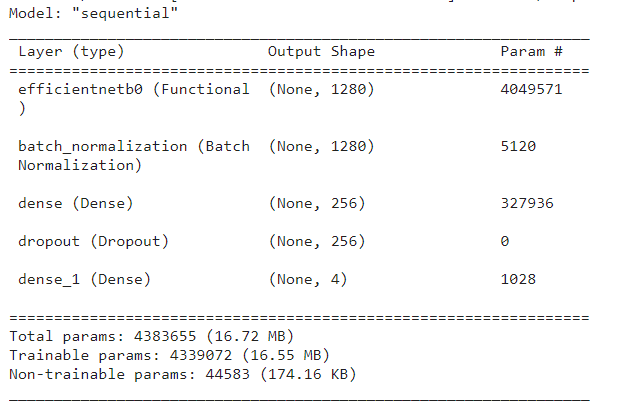 Model: "sequential"
_________________________________________________________________
Layer (type) Output Shape Param #
=================================================================
efficientnetb0 (Functional (None, 1280) 4049571
)
batch_normalization (Batch (None, 1280) 5120
Normalization)
dense (Dense) (None, 256) 327936
dropout (Dropout) (None, 256) 0
dense_1 (Dense) (None, 4) 1028
=================================================================
Total params: 4383655 (16.72 MB)
Trainable params: 4339072 (16.55 MB)
Non-trainable params: 44583 (174.16 KB)
_________________________________________________________________